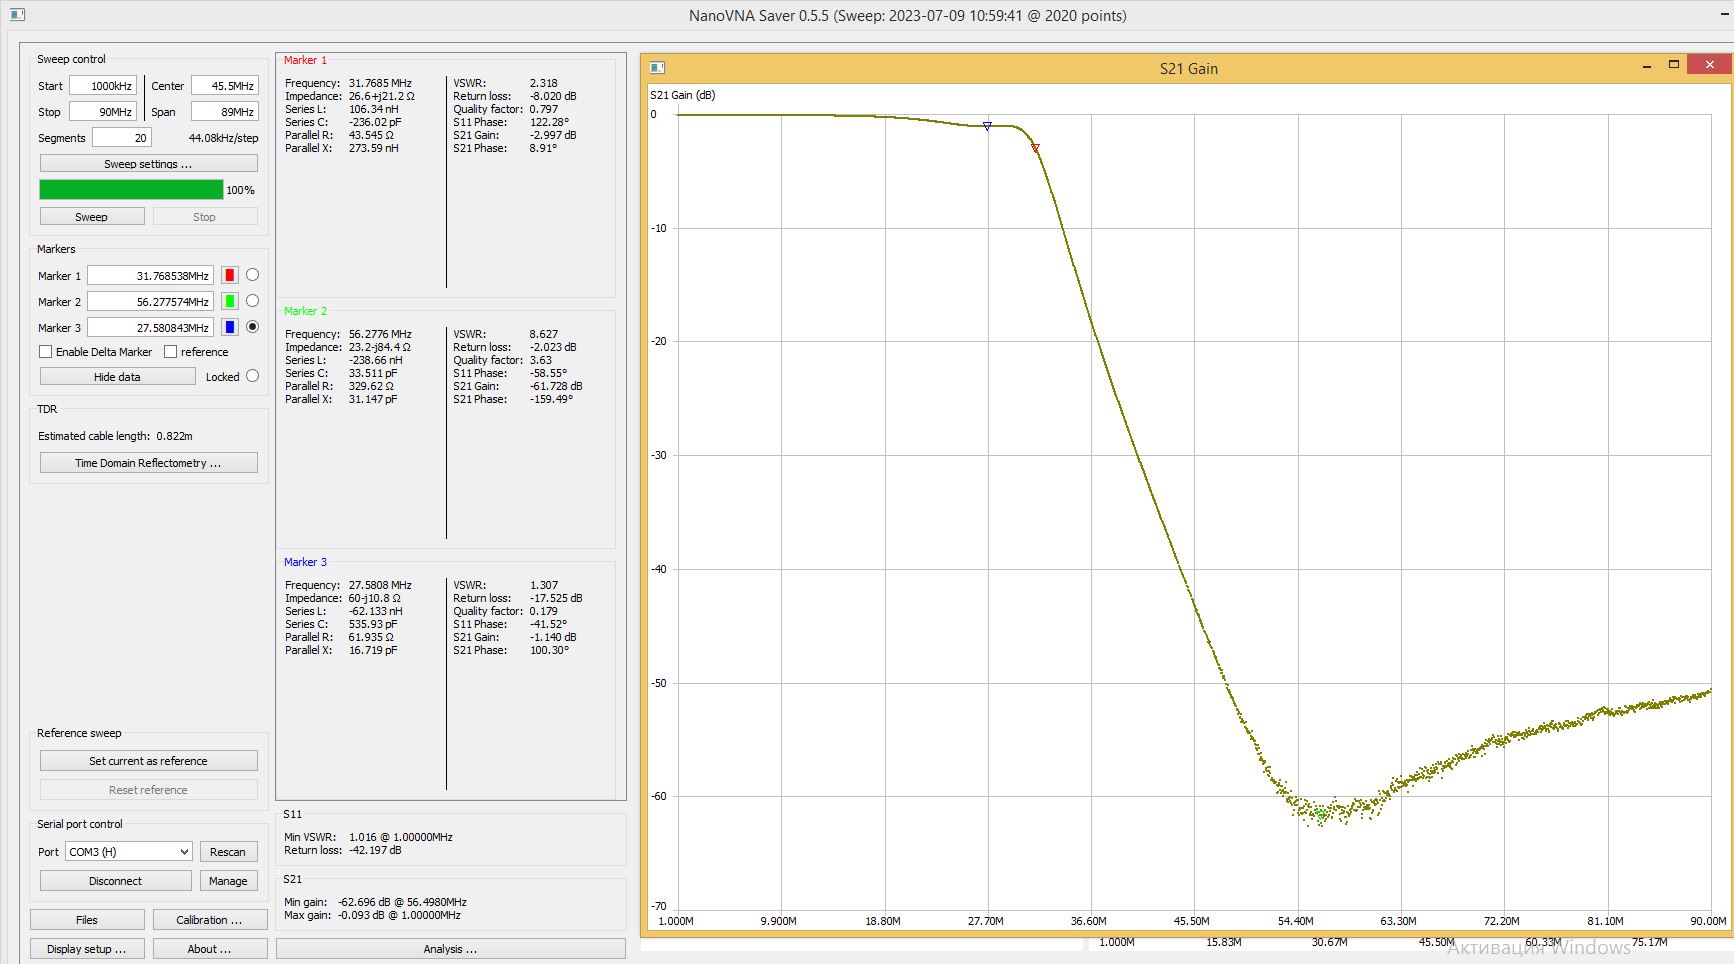 NanoVNA Saver 0.5.5 (Sweep: 2023-07-09 10:59:41 @ 2020 points)
Sweep control
Start 1000kHz Center 45.5MHz
Stop 90MHz Span 89MHz
Segments 20 44.08kHz/step
Sweep settings ...
100%
Sweep Stop
Markers
Marker 1 31.768538MHz
Marker 2 56.277574MHz
Marker 3 27.580843MHz
Enable Delta Marker reference
Hide data Locked
TDR
Estimated cable length: 0.822m
Time Domain Reflectometry ...
Reference sweep
Set current as reference
Reset reference
Serial port control
Port COM3 (H) Rescan
Disconnect Manage
Files Calibration ...
Display setup ... About ...
Marker 1
Frequency: 31.7685 MHz VSWR: 2.318
Impedance: 26.6+j21.2 Ω Return loss: -8.020 dB
Series L: 106.34 nH Quality factor: 0.797
Series C: -236.02 pF S11 Phase: 122.28°
Parallel R: 43.545 Ω S21 Gain: -2.997 dB
Parallel X: 273.59 nH S21 Phase: 8.91°
Marker 2
Frequency: 56.2776 MHz VSWR: 8.627
Impedance: 23.2-j84.4 Ω Return loss: -2.023 dB
Series L: -238.66 nH Quality factor: 3.63
Series C: 33.511 pF S11 Phase: -58.55°
Parallel R: 329.62 Ω S21 Gain: -61.728 dB
Parallel X: 31.147 pF S21 Phase: -159.49°
Marker 3
Frequency: 27.5808 MHz VSWR: 1.307
Impedance: 60-j10.8 Ω Return loss: -17.525 dB
Series L: -62.133 nH Quality factor: 0.179
Series C: 535.93 pF S11 Phase: -41.52°
Parallel R: 61.935 Ω S21 Gain: -1.140 dB
Parallel X: 16.719 pF S21 Phase: 100.30°
S11
Min VSWR: 1.016 @ 1.00000MHz
Return loss: -42.197 dB
S21
Min gain: -62.696 dB @ 56.4980MHz
Max gain: -0.093 dB @ 1.00000MHz
Analysis ...
S21 Gain
S21 Gain (dB)
0
-10
-20
-30
-40
-50
-60
-70
1.000M 9.900M 18.80M 27.70M 36.60M 45.50M 54.40M 63.30M 72.20M 81.10M 90.00M
1.000M 15.83M 30.67M 45.50M 60.33M 75.17M
Активация Windows